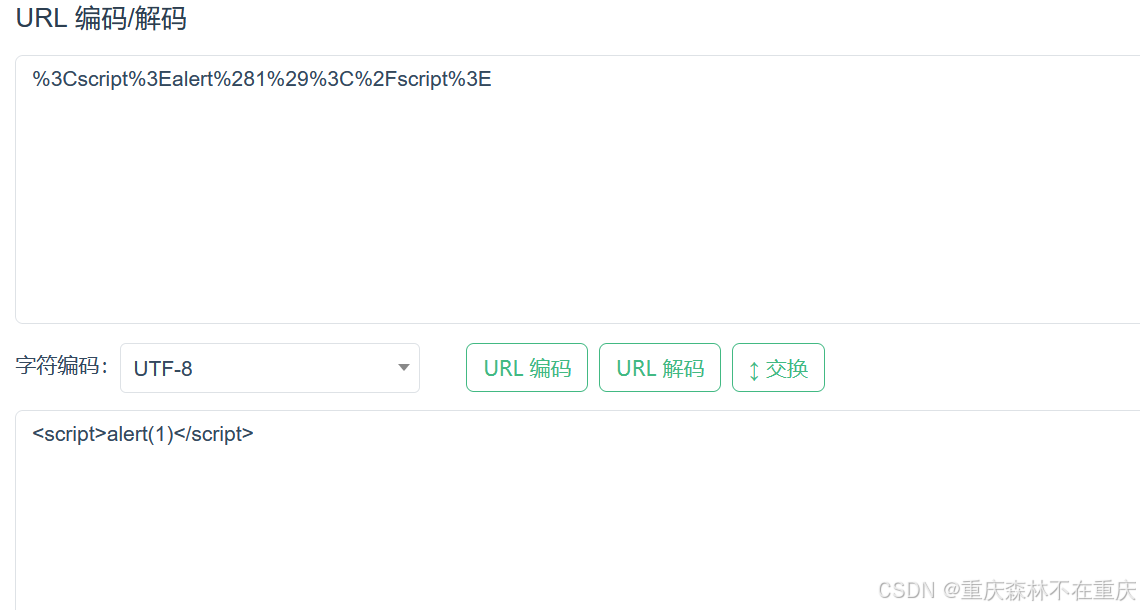 URL 编码/解码
%3Cscript%3Ealert%281%29%3C%2Fscript%3E
字符编码： UTF-8 URL 编码 URL 解码 ↕ 交换
<script>alert(1)</script>
CSDN @重庆森林不在重庆